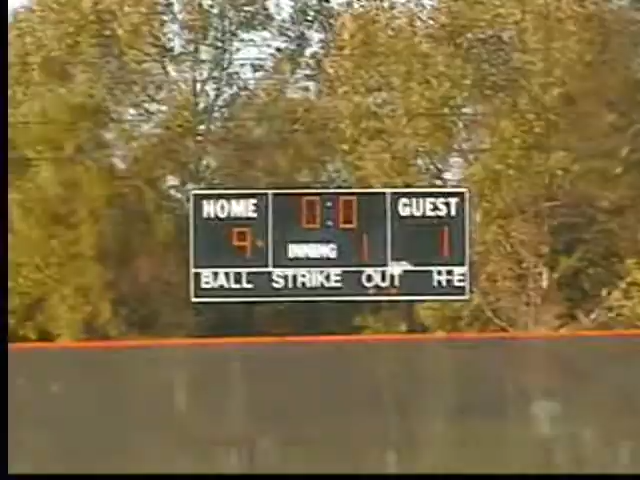 HOME 0:0 GUEST
9 INNING 1 1
BALL STRIKE OUT H-E